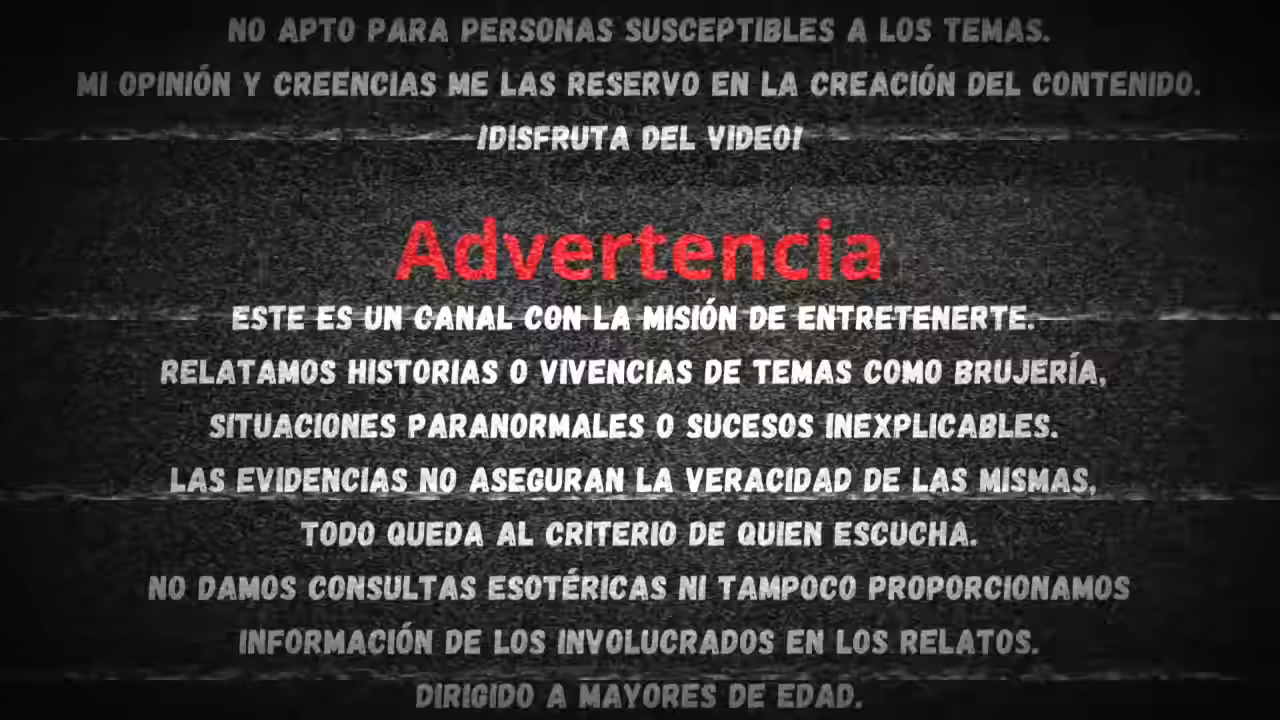 NO APTO PARA PERSONAS SUSCEPTIBLES A LOS TEMAS.
MI OPINIÓN Y CREENCIAS ME LAS RESERVO EN LA CREACIÓN DEL CONTENIDO.
¡DISFRUTA DEL VIDEO!
Advertencia
ESTE ES UN CANAL CON LA MISIÓN DE ENTRETENERTE.
RELATAMOS HISTORIAS O VIVENCIAS DE TEMAS COMO BRUJERÍA,
SITUACIONES PARANORMALES O SUCESOS INEXPLICABLES.
LAS EVIDENCIAS NO ASEGURAN LA VERACIDAD DE LAS MISMAS,
TODO QUEDA AL CRITERIO DE QUIEN ESCUCHA.
NO DAMOS CONSULTAS ESOTÉRICAS NI TAMPOCO PROPORCIONAMOS
INFORMACIÓN DE LOS INVOLUCRADOS EN LOS RELATOS.
DIRIGIDO A MAYORES DE EDAD.